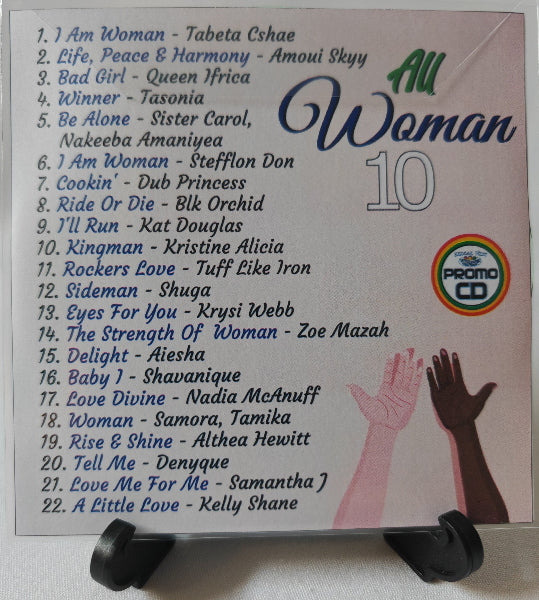 1. I Am Woman - Tabeta Cshae
2. Life, Peace & Harmony - Amoui Skyy
3. Bad Girl - Queen Ifrica
4. Winner - Tasonia
5. Be Alone - Sister Carol,
Nakeeba Amaniyea
6. I Am Woman - Stefflon Don
7. Cookin' - Dub Princess
8. Ride Or Die - Blk Orchid
9. I'll Run - Kat Douglas
10. Kingman - Kristine Alicia
11. Rockers Love - Tuff Like Iron
12. Sideman - Shuga
13. Eyes For You - Krysi Webb
14. The Strength Of Woman - Zoe Mazah
15. Delight - Aiesha
16. Baby I - Shavanique
17. Love Divine - Nadia McAnuff
18. Woman - Samora, Tamika
19. Rise & Shine - Althea Hewitt
20. Tell Me - Denyque
21. Love Me For Me - Samantha J
22. A Little Love - Kelly Shane
All
Woman
10
PROMO
CD